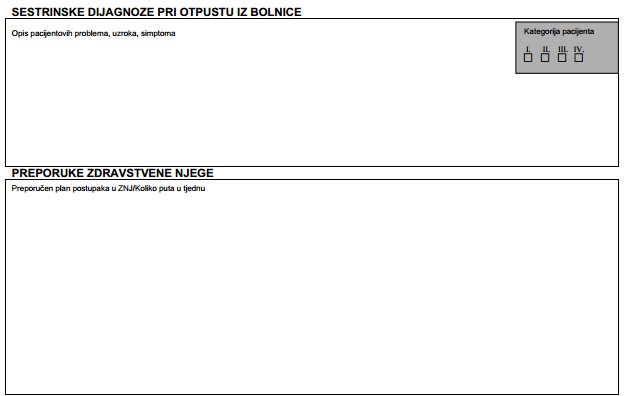 SESTRINSKE DIJAGNOZE PRI OTPUSTU IZ BOLNICE
Opis pacijentovih problema, uzroka, simptoma
Kategorija pacijenta
I. II. III. IV.
PREPORUKE ZDRAVSTVENE NJEGE
Preporučen plan postupaka u ZNJ/Koliko puta u tjednu